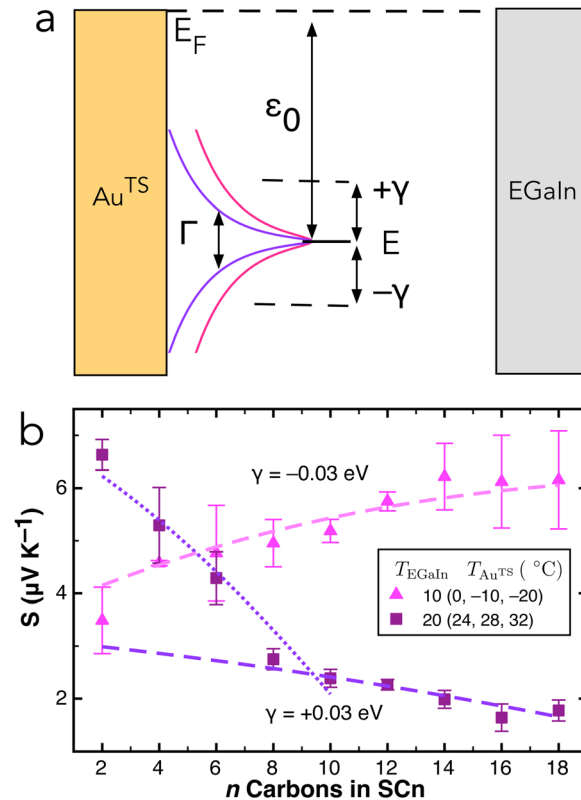 a
E_F
ε₀
Au^TS
EGaIn
+γ
Γ
E
−γ
b
γ = −0.03 eV
T_EGaIn T_Au^TS ( °C)
10 (0, −10, −20)
20 (24, 28, 32)
γ = +0.03 eV
S (μV K⁻¹)
6
4
2
2 4 6 8 10 12 14 16 18
n Carbons in SCn